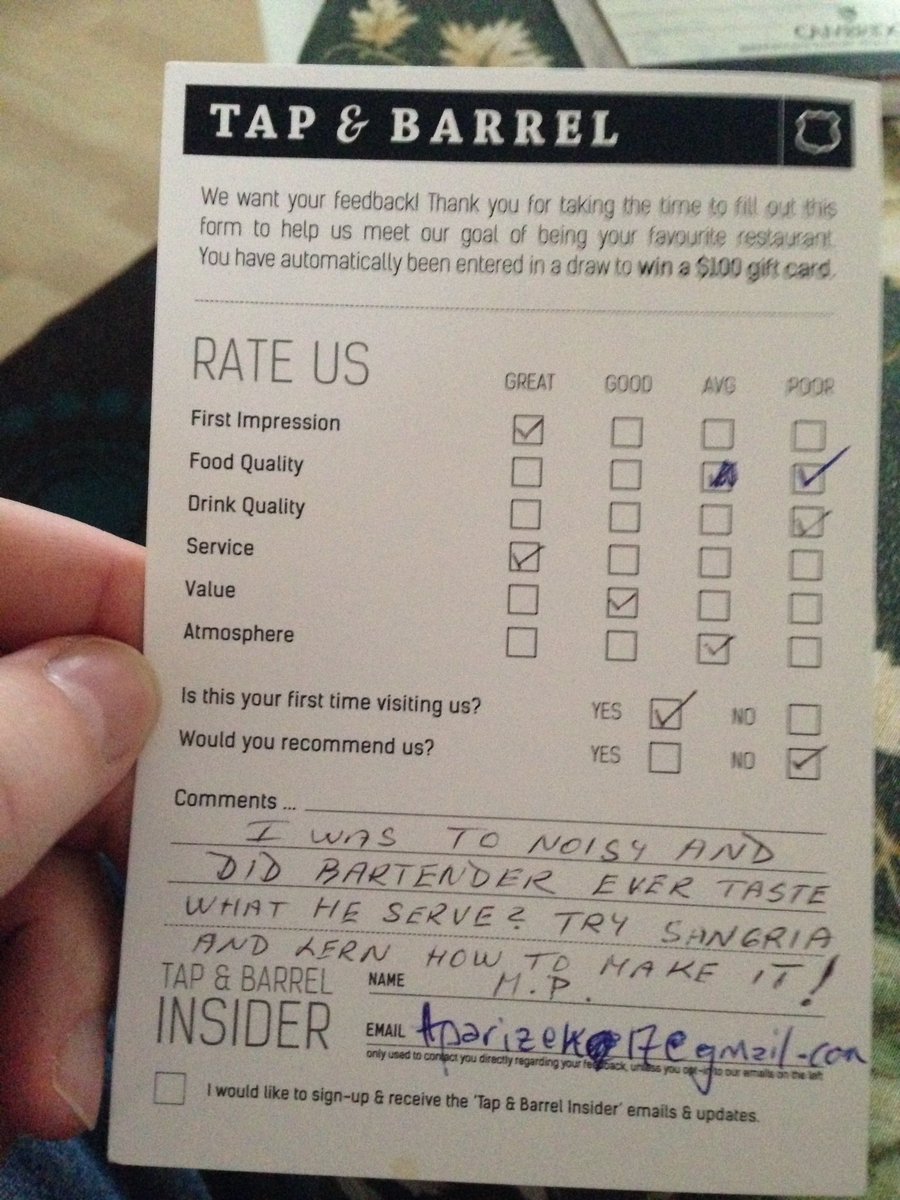 TAP & BARREL
We want your feedback! Thank you for taking the time to fill out this
form to help us meet our goal of being your favourite restaurant.
You have automatically been entered in a draw to win a $100 gift card.
RATE US
GREAT GOOD AVG POOR
First Impression
Food Quality
Drink Quality
Service
Value
Atmosphere
Is this your first time visiting us? YES NO
Would you recommend us? YES NO
Comments ...
I WAS TO NOISY AND
DID BARTENDER EVER TASTE
WHAT HE SERVE? TRY SANGRIA
AND LERN HOW TO MAKE IT!
TAP & BARREL
INSIDER
NAME M.P.
EMAIL
only used to contact you directly regarding your feedback, unless you opt-in to our emails on the left
I would like to sign-up & receive the 'Tap & Barrel Insider' emails & updates.